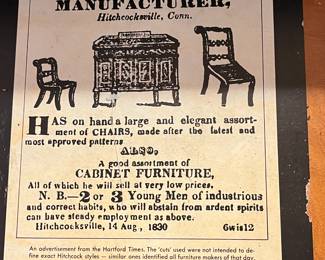 MANUFACTURER,
Hitchcocksville, Conn.
HAS on hand a large and elegant assort-
ment of CHAIRS, made after the latest and
most approved patterns
ALSO,
A good assortment of
CABINET FURNITURE,
All of which he will sell at very low prices,
N. B.—2 or 3 Young Men of industrious
and correct habits, who will abstain from ardent spirits
can have steady employment as above.
Hitchcocksville, 14 Aug, 1830 6wis12
An advertisement from the Hartford Times. The 'cuts' used were not intended to de-
fine exact Hitchcock styles — similar ones identified all furniture makers of that day.